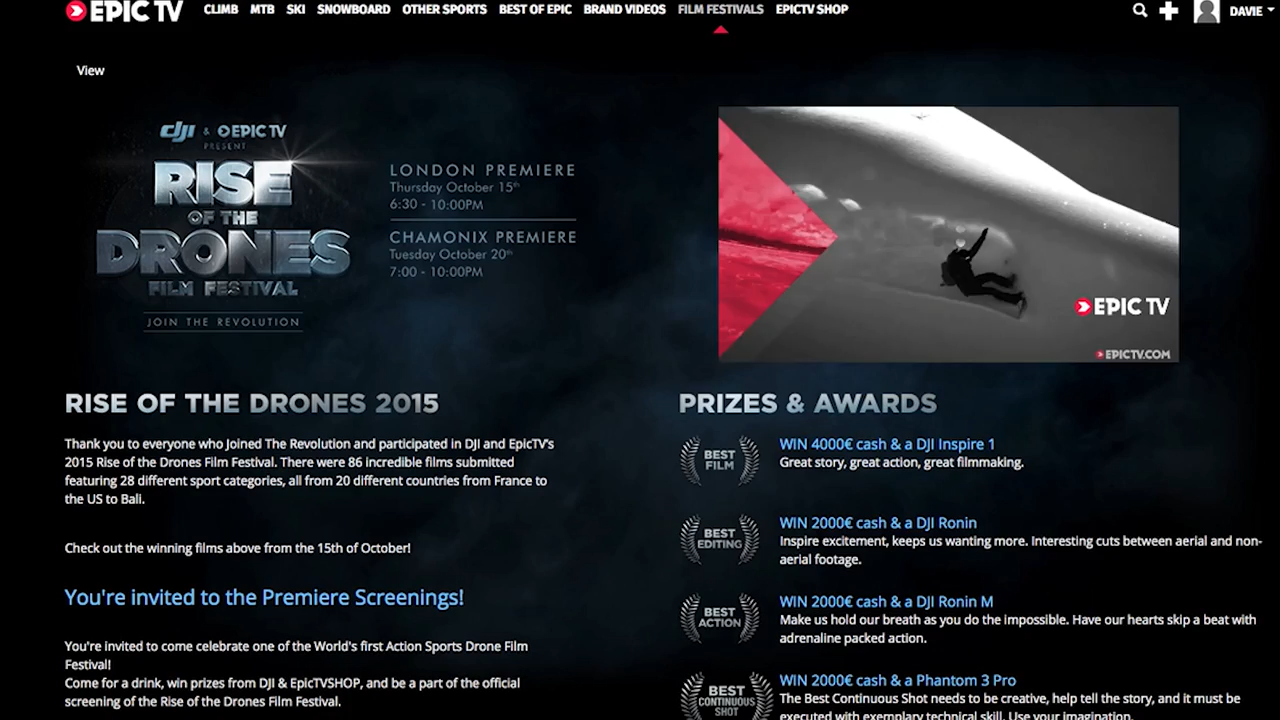 EPIC TV
CLIMB MTB SKI SNOWBOARD OTHER SPORTS BEST OF EPIC BRAND VIDEOS FILM FESTIVALS EPICTV SHOP
DAVIE
View
dji & EPIC TV
PRESENT
RISE
OF THE
DRONES
FILM FESTIVAL
JOIN THE REVOLUTION
LONDON PREMIERE
Thursday October 15th
6:30 - 10:00PM
CHAMONIX PREMIERE
Tuesday October 20th
7:00 - 10:00PM
EPIC TV
EPICTV.COM
RISE OF THE DRONES 2015
Thank you to everyone who Joined The Revolution and participated in DJI and EpicTV's
2015 Rise of the Drones Film Festival. There were 86 incredible films submitted
featuring 28 different sport categories, all from 20 different countries from France to
the US to Bali.
Check out the winning films above from the 15th of October!
You're invited to the Premiere Screenings!
You're invited to come celebrate one of the World's first Action Sports Drone Film
Festival!
Come for a drink, win prizes from DJI & EpicTVSHOP, and be a part of the official
screening of the Rise of the Drones Film Festival.
PRIZES & AWARDS
BEST
FILM
WIN 4000€ cash & a DJI Inspire 1
Great story, great action, great filmmaking.
BEST
EDITING
WIN 2000€ cash & a DJI Ronin
Inspire excitement, keeps us wanting more. Interesting cuts between aerial and non-
aerial footage.
BEST
ACTION
WIN 2000€ cash & a DJI Ronin M
Make us hold our breath as you do the impossible. Have our hearts skip a beat with
adrenaline packed action.
BEST
CONTINUOUS
SHOT
WIN 2000€ cash & a Phantom 3 Pro
The Best Continuous Shot needs to be creative, help tell the story, and it must be
executed with exemplary technical skill. Use your imagination